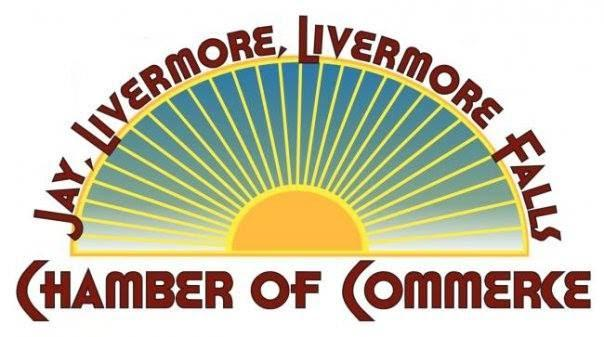 Jay, Livermore, Livermore Falls
Chamber of Commerce